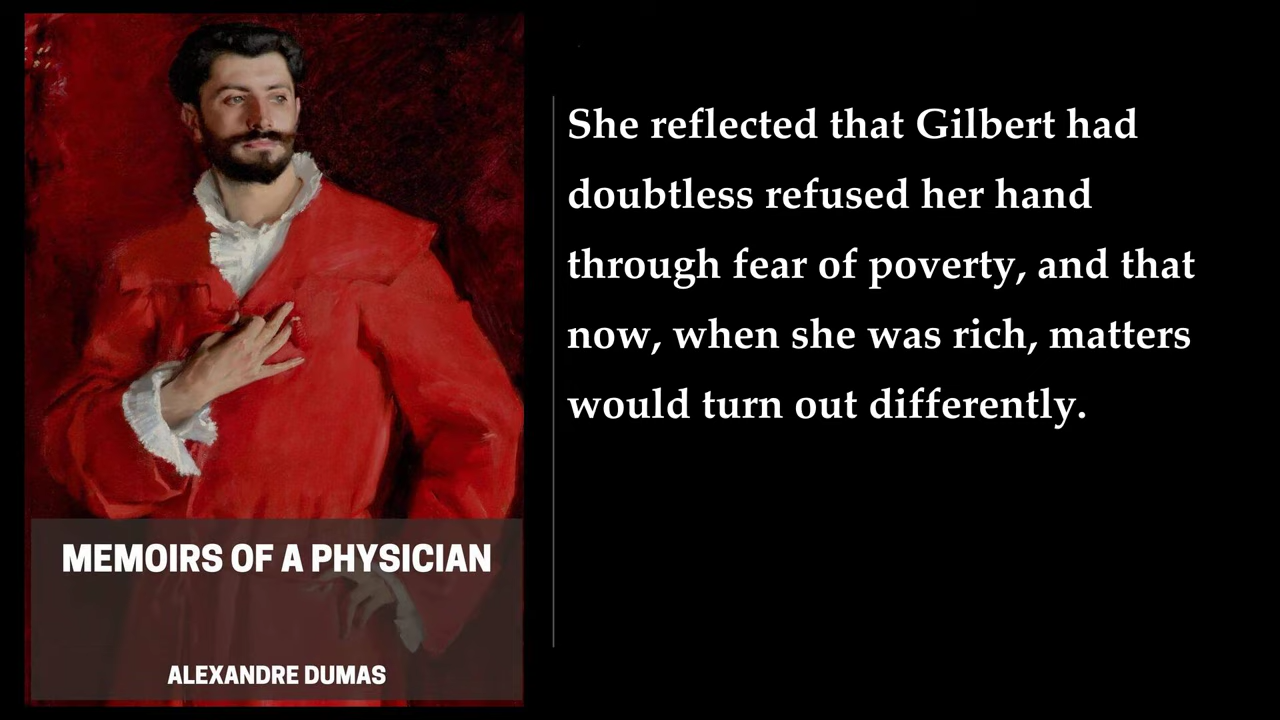 MEMOIRS OF A PHYSICIAN
ALEXANDRE DUMAS
She reflected that Gilbert had
doubtless refused her hand
through fear of poverty, and that
now, when she was rich, matters
would turn out differently.